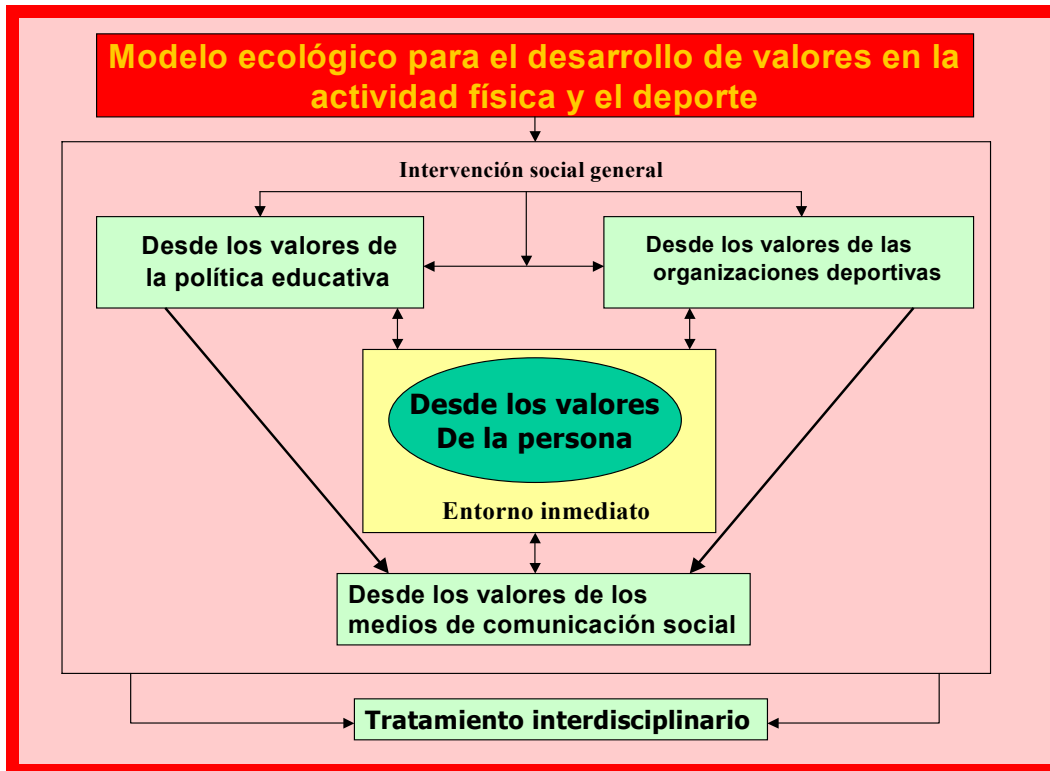 Modelo ecológico para el desarrollo de valores en la
actividad física y el deporte
Intervención social general
Desde los valores de
la política educativa
Desde los valores de las
organizaciones deportivas
Desde los valores
De la persona
Entorno inmediato
Desde los valores de los
medios de comunicación social
Tratamiento interdisciplinario